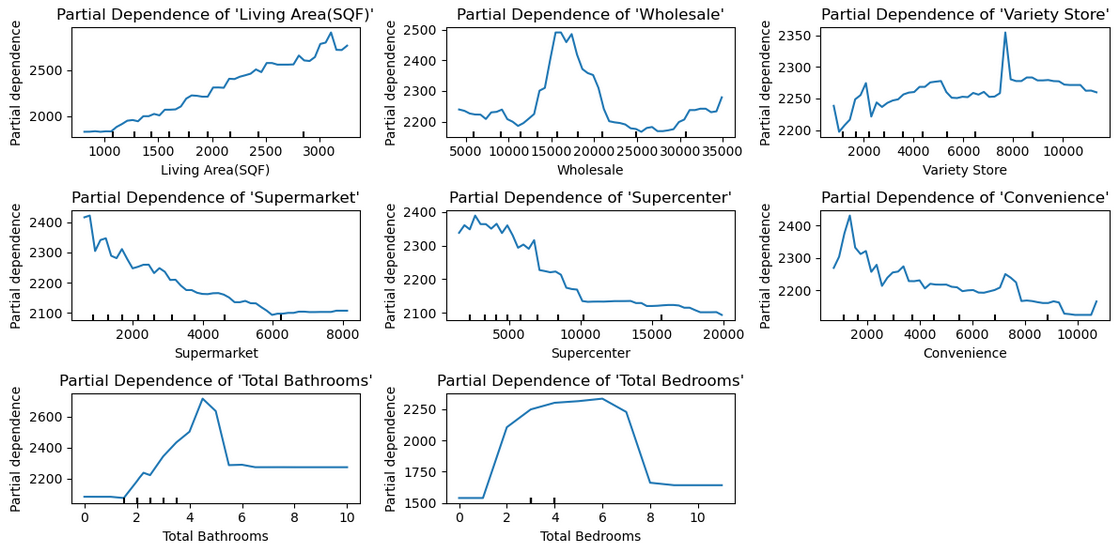 Partial Dependence of 'Living Area(SQF)'
Partial dependence
2500
2000
1000 1500 2000 2500 3000
Living Area(SQF)
Partial Dependence of 'Wholesale'
Partial dependence
2500
2400
2300
2200
5000 10000 15000 20000 25000 30000 35000
Wholesale
Partial Dependence of 'Variety Store'
Partial dependence
2350
2300
2250
2200
2000 4000 6000 8000 10000
Variety Store
Partial Dependence of 'Supermarket'
Partial dependence
2400
2300
2200
2100
2000 4000 6000 8000
Supermarket
Partial Dependence of 'Supercenter'
Partial dependence
2400
2300
2200
2100
5000 10000 15000 20000
Supercenter
Partial Dependence of 'Convenience'
Partial dependence
2400
2300
2200
2000 4000 6000 8000 10000
Convenience
Partial Dependence of 'Total Bathrooms'
Partial dependence
2600
2400
2200
0 2 4 6 8 10
Total Bathrooms
Partial Dependence of 'Total Bedrooms'
Partial dependence
2250
2000
1750
1500
0 2 4 6 8 10
Total Bedrooms